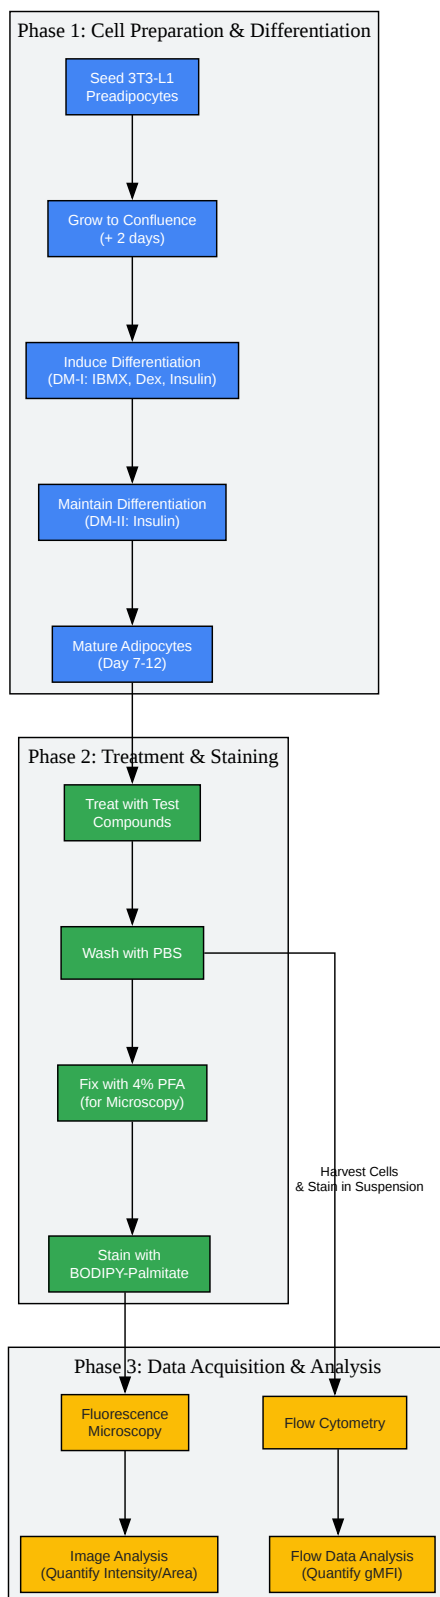 Phase 1: Cell Preparation & Differentiation
Seed 3T3-L1
Preadipocytes
Grow to Confluence
(+ 2 days)
Induce Differentiation
(DM-I: IBMX, Dex, Insulin)
Maintain Differentiation
(DM-II: Insulin)
Mature Adipocytes
(Day 7-12)
Phase 2: Treatment & Staining
Treat with Test
Compounds
Wash with PBS
Fix with 4% PFA
(for Microscopy)
Harvest Cells
& Stain in Suspension
Stain with
BODIPY-Palmitate
Phase 3: Data Acquisition & Analysis
Fluorescence
Microscopy
Flow Cytometry
Image Analysis
(Quantify Intensity/Area)
Flow Data Analysis
(Quantify gMFI)